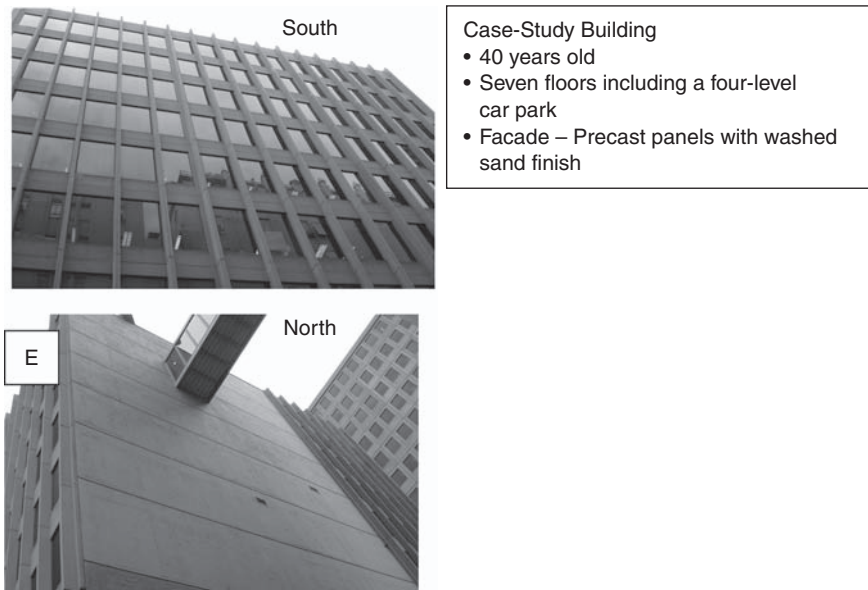 South
Case-Study Building
• 40 years old
• Seven floors including a four-level
car park
• Facade – Precast panels with washed
sand finish
North
E